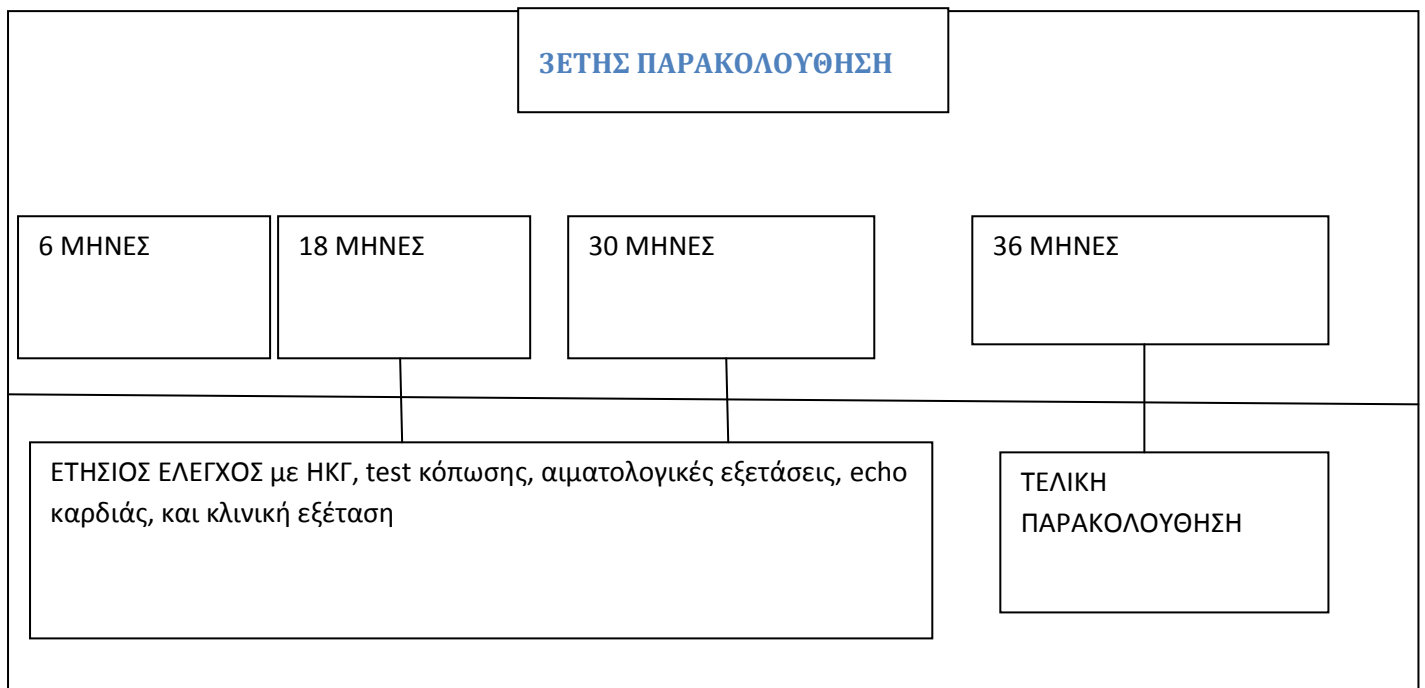 3ΕΤΗΣ ΠΑΡΑΚΟΛΟΥΘΗΣΗ
6 ΜΗΝΕΣ
18 ΜΗΝΕΣ
30 ΜΗΝΕΣ
36 ΜΗΝΕΣ
ΕΤΗΣΙΟΣ ΕΛΕΓΧΟΣ με ΗΚΓ, test κόπωσης, αιματολογικές εξετάσεις, echo
καρδιάς, και κλινική εξέταση
ΤΕΛΙΚΗ
ΠΑΡΑΚΟΛΟΥΘΗΣΗ